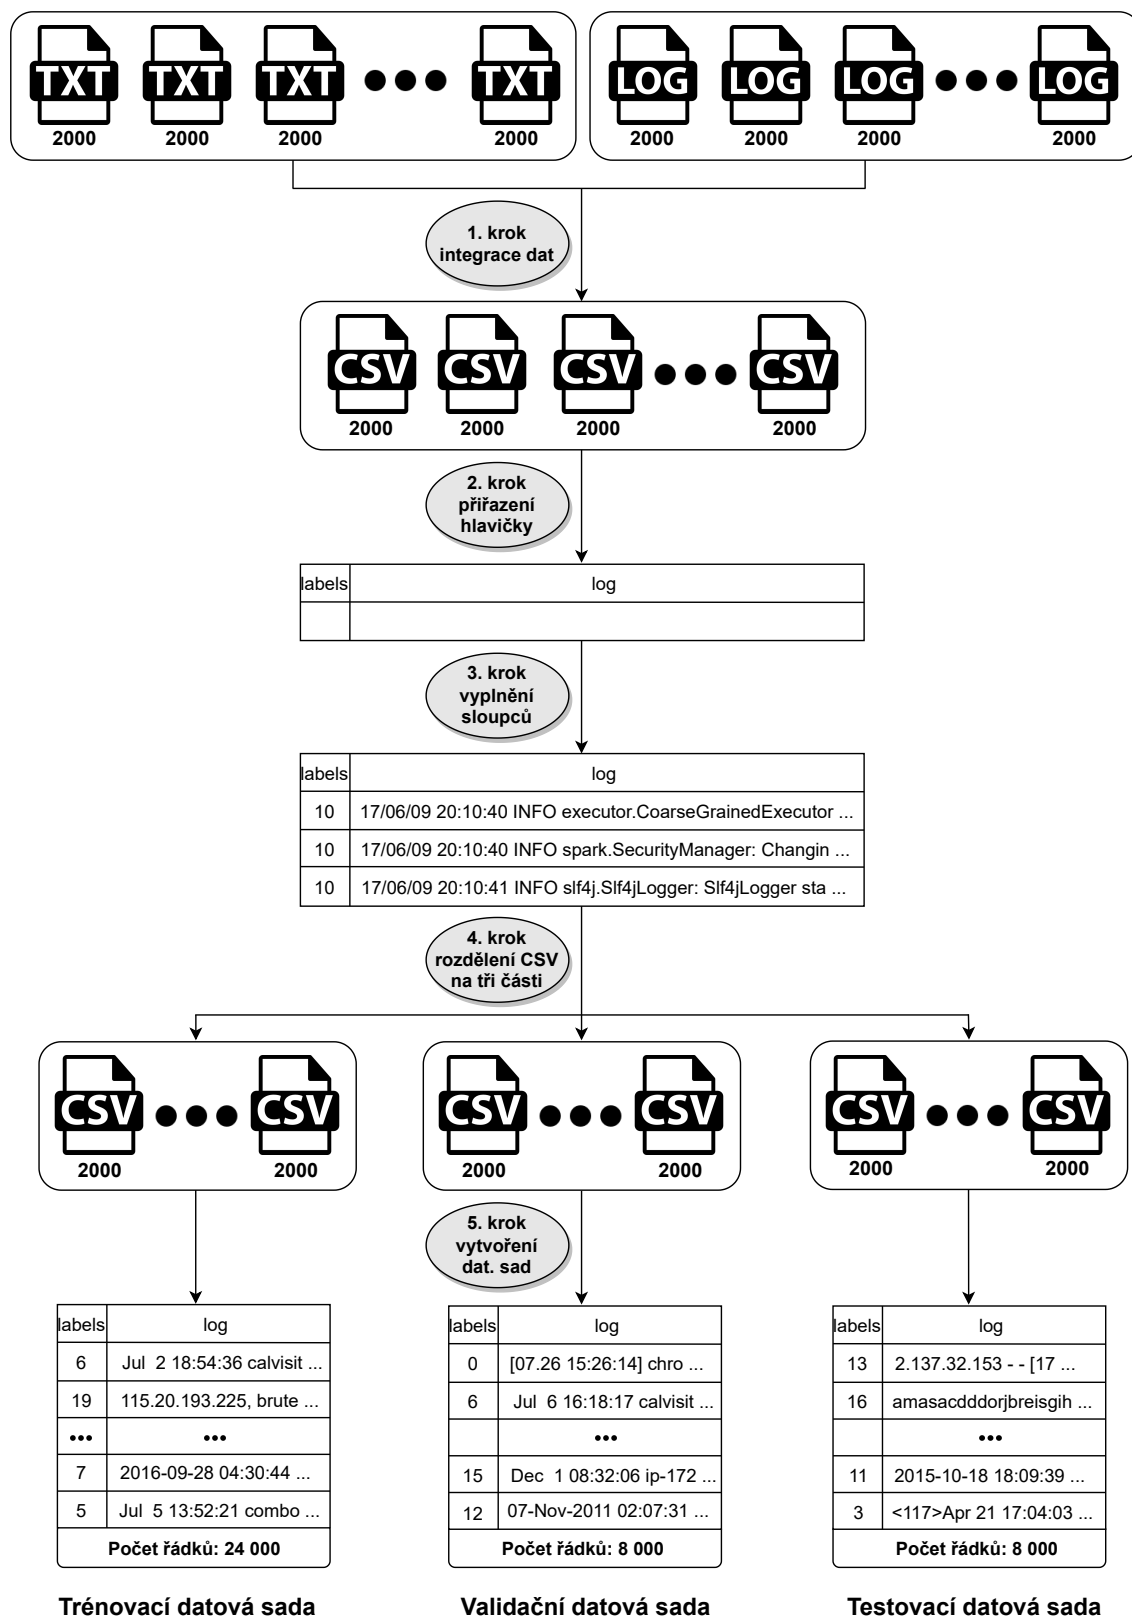 TXT TXT TXT TXT LOG LOG LOG LOG
2000 2000 2000 2000 2000 2000 2000 2000
1. krok
integrace dat
CSV CSV CSV CSV
2000 2000 2000 2000
2. krok
přiřazení
hlavičky
labels log
3. krok
vyplnění
sloupců
labels log
10 17/06/09 20:10:40 INFO executor.CoarseGrainedExecutor ...
10 17/06/09 20:10:40 INFO spark.SecurityManager: Changin ...
10 17/06/09 20:10:41 INFO slf4j.Slf4jLogger: Slf4jLogger sta ...
4. krok
rozdělení CSV
na tři části
CSV CSV CSV CSV CSV CSV
2000 2000 2000 2000 2000 2000
5. krok
vytvoření
dat. sad
labels log
6 Jul 2 18:54:36 calvisit ...
19 115.20.193.225, brute ...
... ...
7 2016-09-28 04:30:44 ...
5 Jul 5 13:52:21 combo ...
Počet řádků: 24 000
Trénovací datová sada
labels log
0 [07.26 15:26:14] chro ...
6 Jul 6 16:18:17 calvisit ...
...
15 Dec 1 08:32:06 ip-172 ...
12 07-Nov-2011 02:07:31 ...
Počet řádků: 8 000
Validační datová sada
labels log
13 2.137.32.153 - - [17 ...
16 amasacdddorjbreisgih ...
...
11 2015-10-18 18:09:39 ...
3 <117>Apr 21 17:04:03 ...
Počet řádků: 8 000
Testovací datová sada